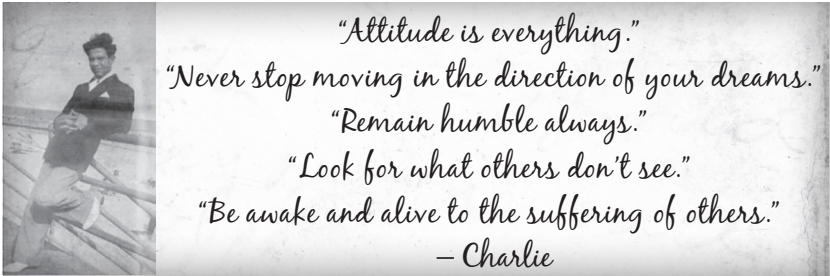 “Attitude is everything.”
“Never stop moving in the direction of your dreams.”
“Remain humble always.”
“Look for what others don’t see.”
“Be awake and alive to the suffering of others.”
– Charlie